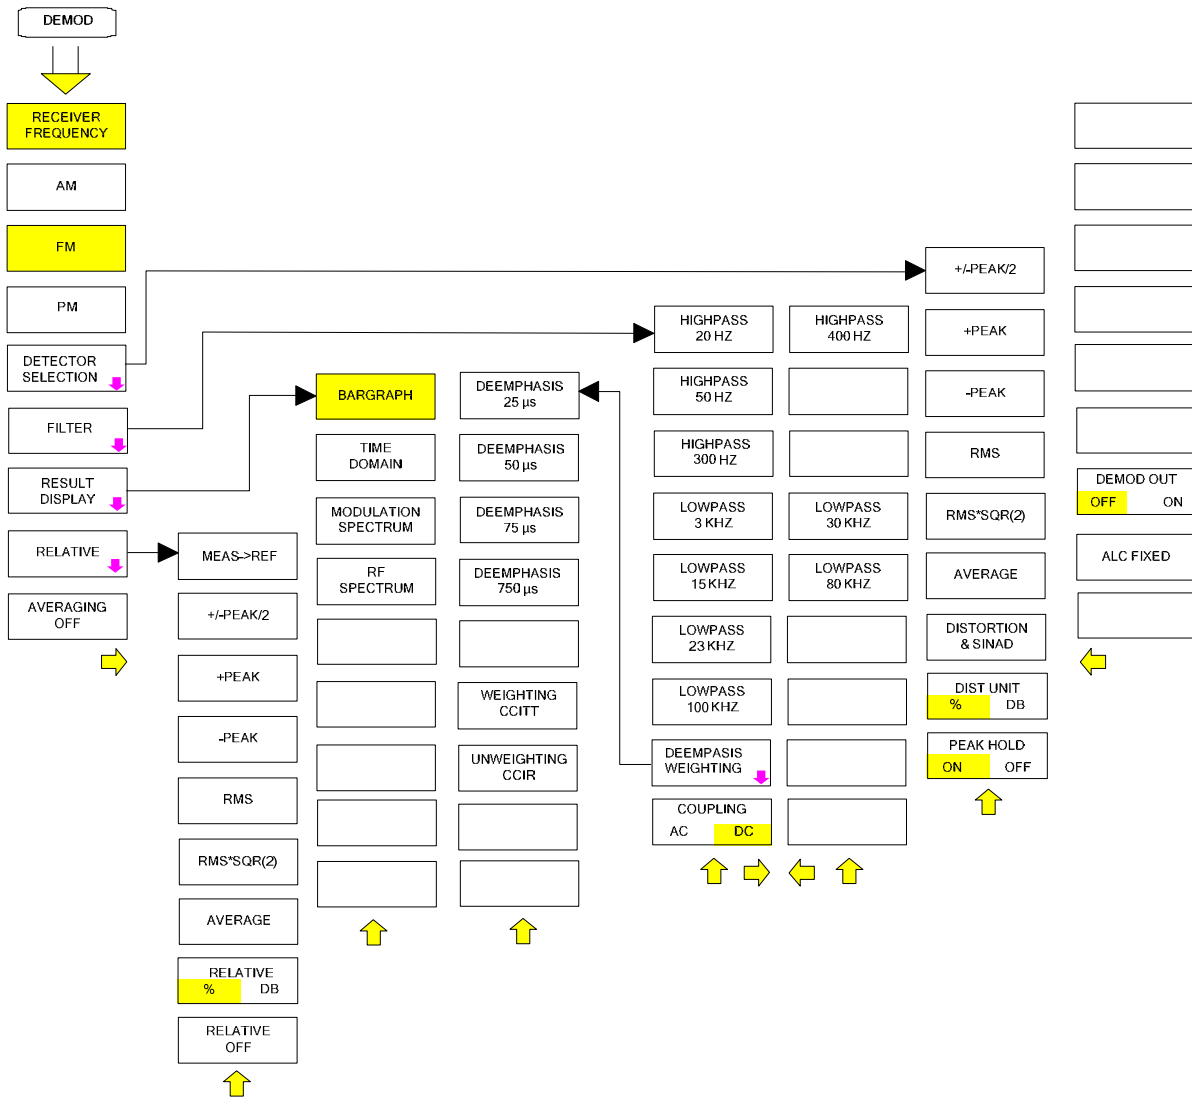 DEMOD
RECEIVER
FREQUENCY
AM
FM
PM
DETECTOR
SELECTION
FILTER
RESULT
DISPLAY
RELATIVE
AVERAGING
OFF
MEAS->REF
+/-PEAK/2
+PEAK
-PEAK
RMS
RMS*SQR(2)
AVERAGE
RELATIVE
% DB
RELATIVE
OFF
BARGRAPH
TIME
DOMAIN
MODULATION
SPECTRUM
RF
SPECTRUM
DEEMPHASIS
25 µs
DEEMPHASIS
50 µs
DEEMPHASIS
75 µs
DEEMPHASIS
750 µs
WEIGHTING
CCITT
UNWEIGHTING
CCIR
HIGHPASS
20 HZ
HIGHPASS
50 HZ
HIGHPASS
300 HZ
LOWPASS
3 KHZ
LOWPASS
15 KHZ
LOWPASS
23 KHZ
LOWPASS
100 KHZ
DEEMPASIS
WEIGHTING
COUPLING
AC DC
HIGHPASS
400 HZ
LOWPASS
30 KHZ
LOWPASS
80 KHZ
+/-PEAK/2
+PEAK
-PEAK
RMS
RMS*SQR(2)
AVERAGE
DISTORTION
& SINAD
DIST UNIT
% DB
PEAK HOLD
ON OFF
DEMOD OUT
OFF ON
ALC FIXED